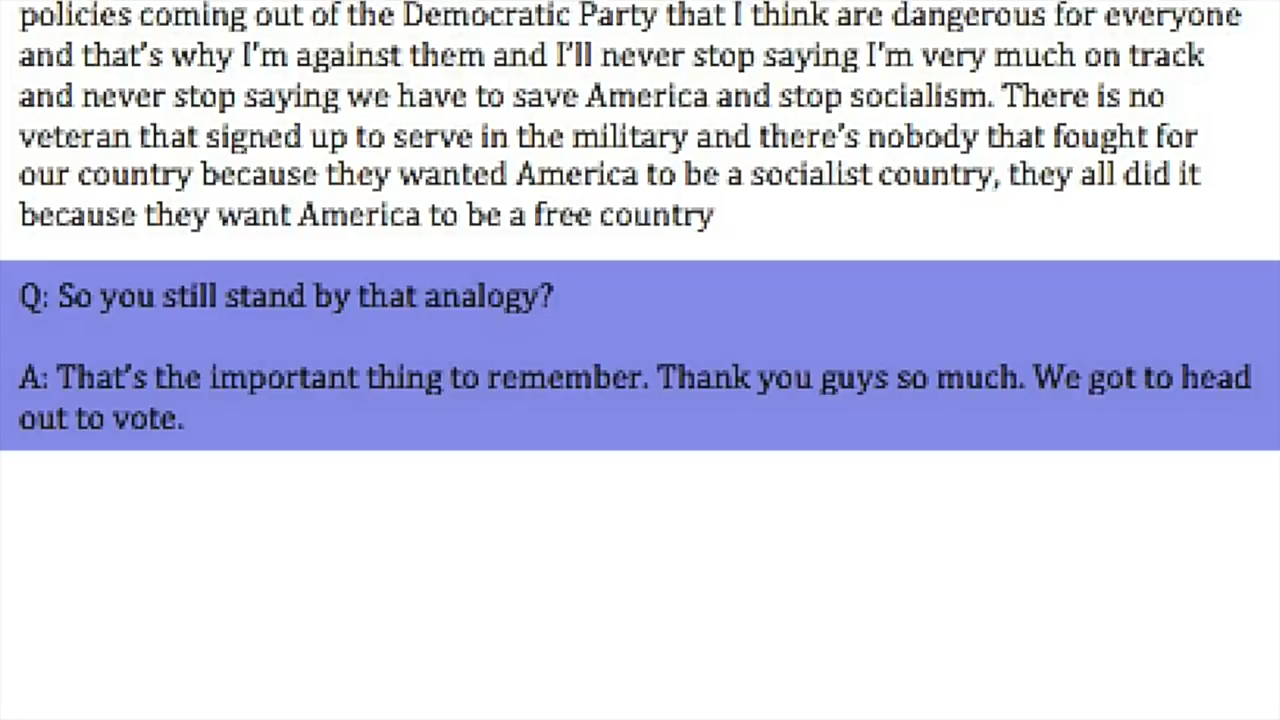 policies coming out of the Democratic Party that I think are dangerous for everyone
and that's why I'm against them and I'll never stop saying I'm very much on track
and never stop saying we have to save America and stop socialism. There is no
veteran that signed up to serve in the military and there's nobody that fought for
our country because they wanted America to be a socialist country, they all did it
because they want America to be a free country
Q: So you still stand by that analogy?
A: That's the important thing to remember. Thank you guys so much. We got to head
out to vote.